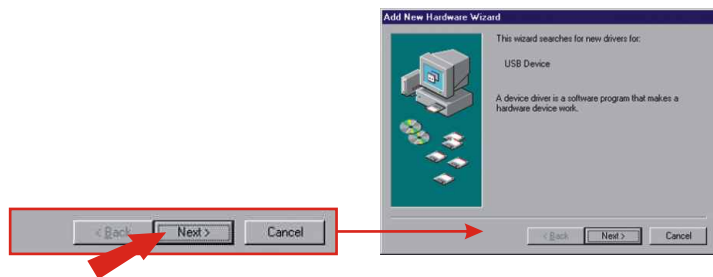 Add New Hardware Wizard
This wizard searches for new drivers for:
USB Device
A device driver is a software program that makes a
hardware device work.
< Back Next > Cancel
< Back Next > Cancel